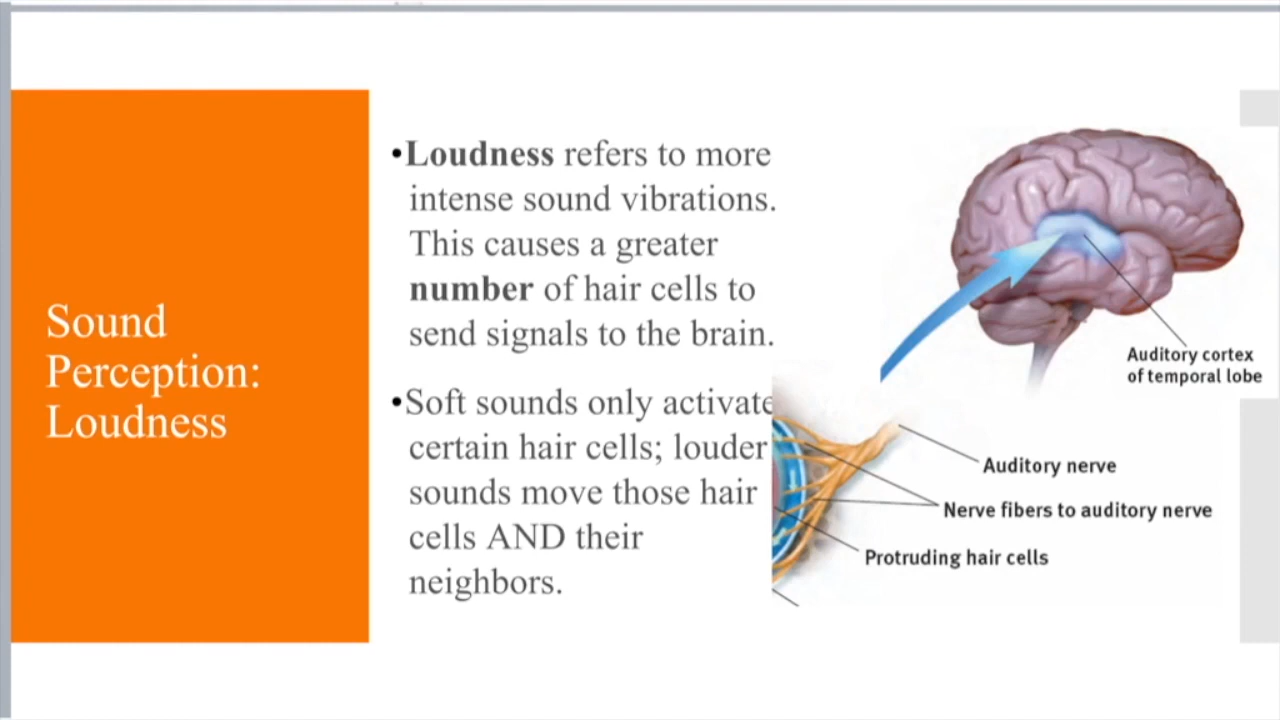 Sound
Perception:
Loudness
•Loudness refers to more
intense sound vibrations.
This causes a greater
number of hair cells to
send signals to the brain.
•Soft sounds only activate
certain hair cells; louder
sounds move those hair
cells AND their
neighbors.
Auditory cortex
of temporal lobe
Auditory nerve
Nerve fibers to auditory nerve
Protruding hair cells